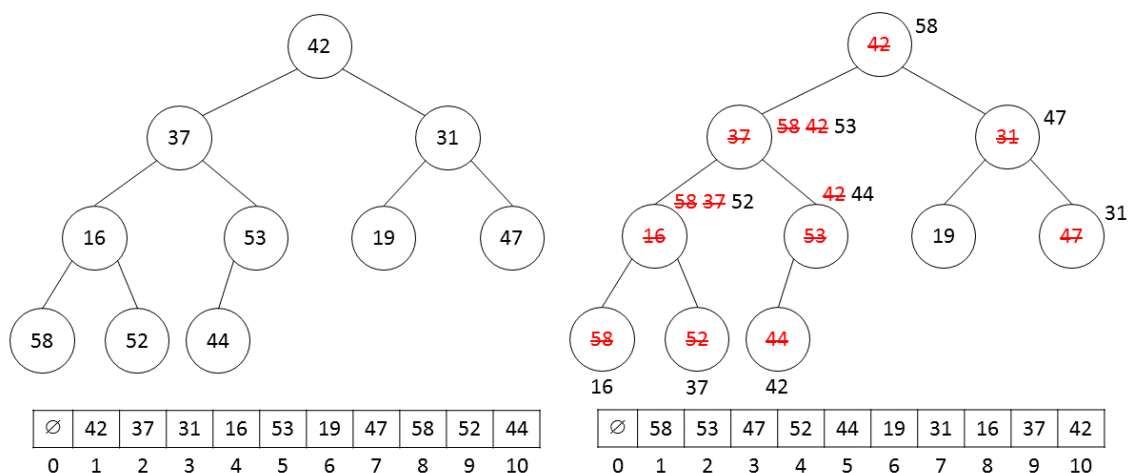 42
37 31
16 53 19 47
58 52 44
∅ 42 37 31 16 53 19 47 58 52 44
0 1 2 3 4 5 6 7 8 9 10
42 58
37 58 42 53 31 47
16 58 37 52 53 42 44 19 47 31
58 52 44
16 37 42
∅ 58 53 47 52 44 19 31 16 37 42
0 1 2 3 4 5 6 7 8 9 10